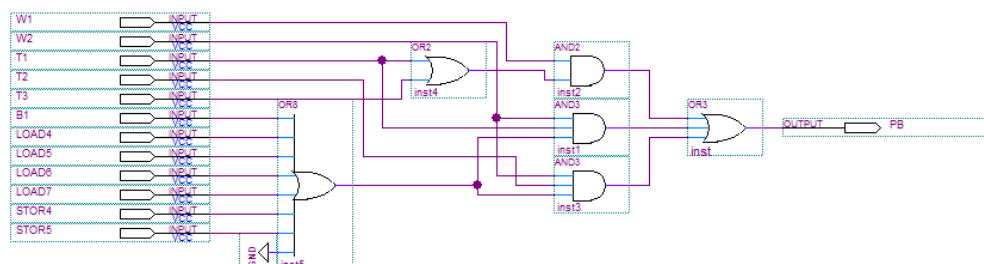 W1 INPUT VCC
W2 INPUT VCC
T1 INPUT VCC
T2 INPUT VCC
T3 INPUT VCC
B1 INPUT VCC
LOAD4 INPUT VCC
LOAD5 INPUT VCC
LOAD6 INPUT VCC
LOAD7 INPUT VCC
STOR4 INPUT VCC
STOR5 INPUT VCC
OR2
inst4
OR8
inst5
GND
AND2
inst2
AND3
inst1
AND3
inst3
OR3
inst
OUTPUT PB